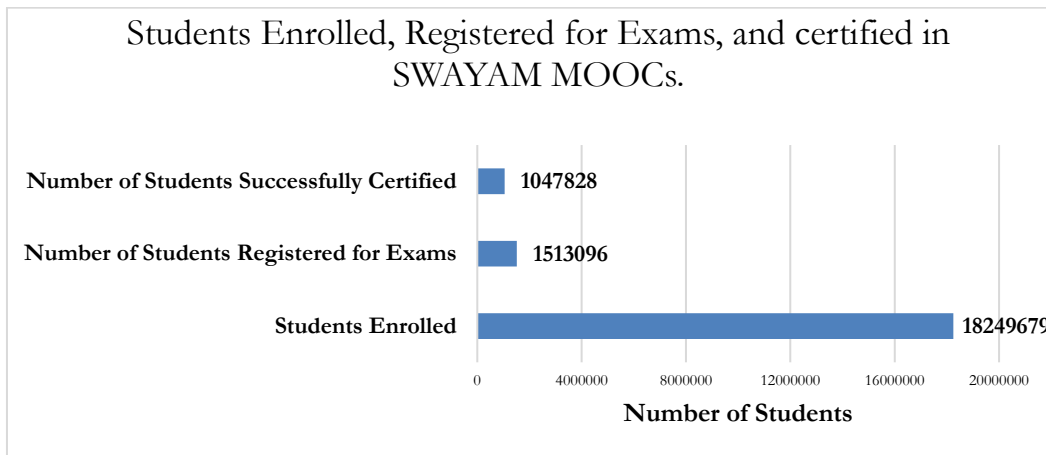 Students Enrolled, Registered for Exams, and certified in
SWAYAM MOOCs.
Number of Students Successfully Certified
1047828
Number of Students Registered for Exams
1513096
Students Enrolled
18249679
0 4000000 8000000 12000000 16000000 20000000
Number of Students